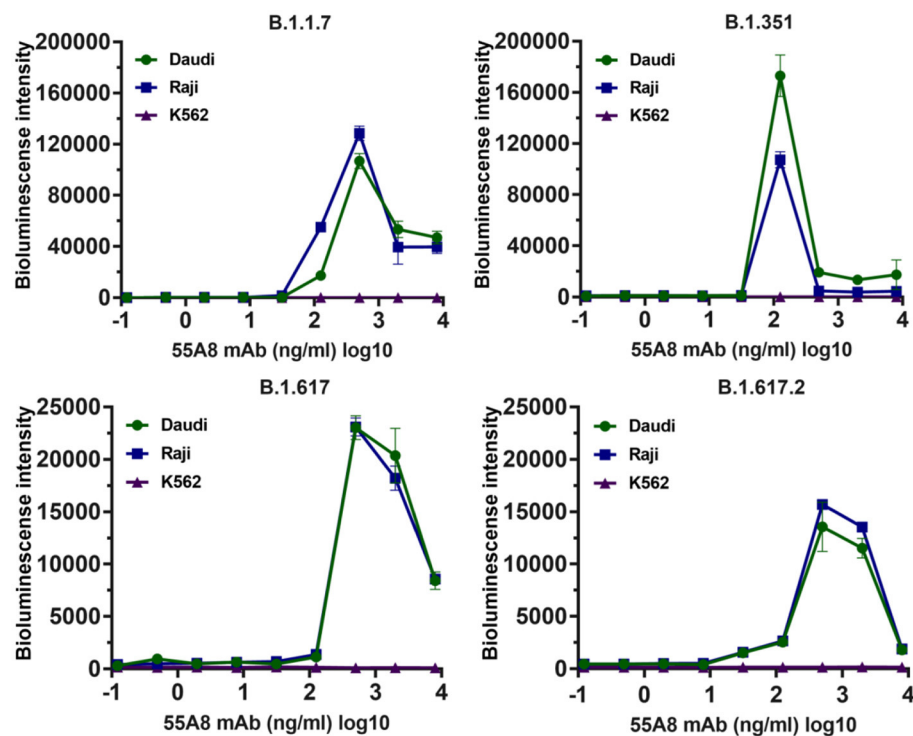 B.1.1.7
Bioluminescense intensity
200000
160000
120000
80000
40000
0
Daudi
Raji
K562
-1 0 1 2 3 4
55A8 mAb (ng/ml) log10
B.1.351
Bioluminescense intensity
200000
160000
120000
80000
40000
0
Daudi
Raji
K562
-1 0 1 2 3 4
55A8 mAb (ng/ml) log10
B.1.617
Bioluminescense intensity
25000
20000
15000
10000
5000
0
Daudi
Raji
K562
-1 0 1 2 3 4
55A8 mAb (ng/ml) log10
B.1.617.2
Bioluminescense intensity
25000
20000
15000
10000
5000
0
Daudi
Raji
K562
-1 0 1 2 3 4
55A8 mAb (ng/ml) log10